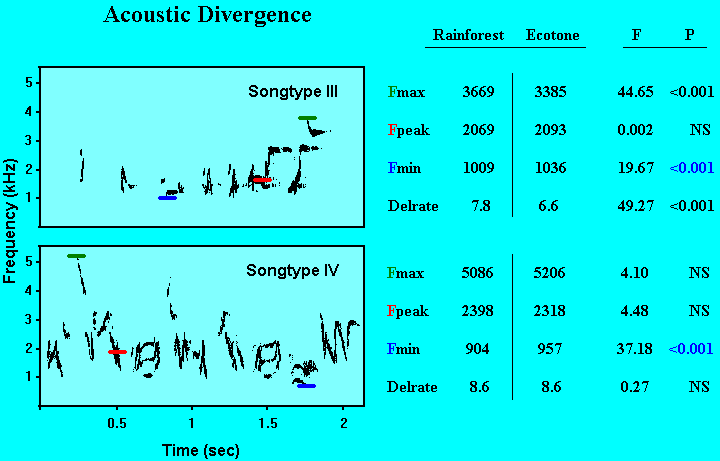 Acoustic Divergence
Rainforest Ecotone F P
Songtype III
Fmax 3669 3385 44.65 <0.001
Fpeak 2069 2093 0.002 NS
Fmin 1009 1036 19.67 <0.001
Delrate 7.8 6.6 49.27 <0.001
5
4
3
2
1
Frequency (kHz)
Songtype IV
Fmax 5086 5206 4.10 NS
Fpeak 2398 2318 4.48 NS
Fmin 904 957 37.18 <0.001
Delrate 8.6 8.6 0.27 NS
5
4
3
2
1
0.5 1 1.5 2
Time (sec)